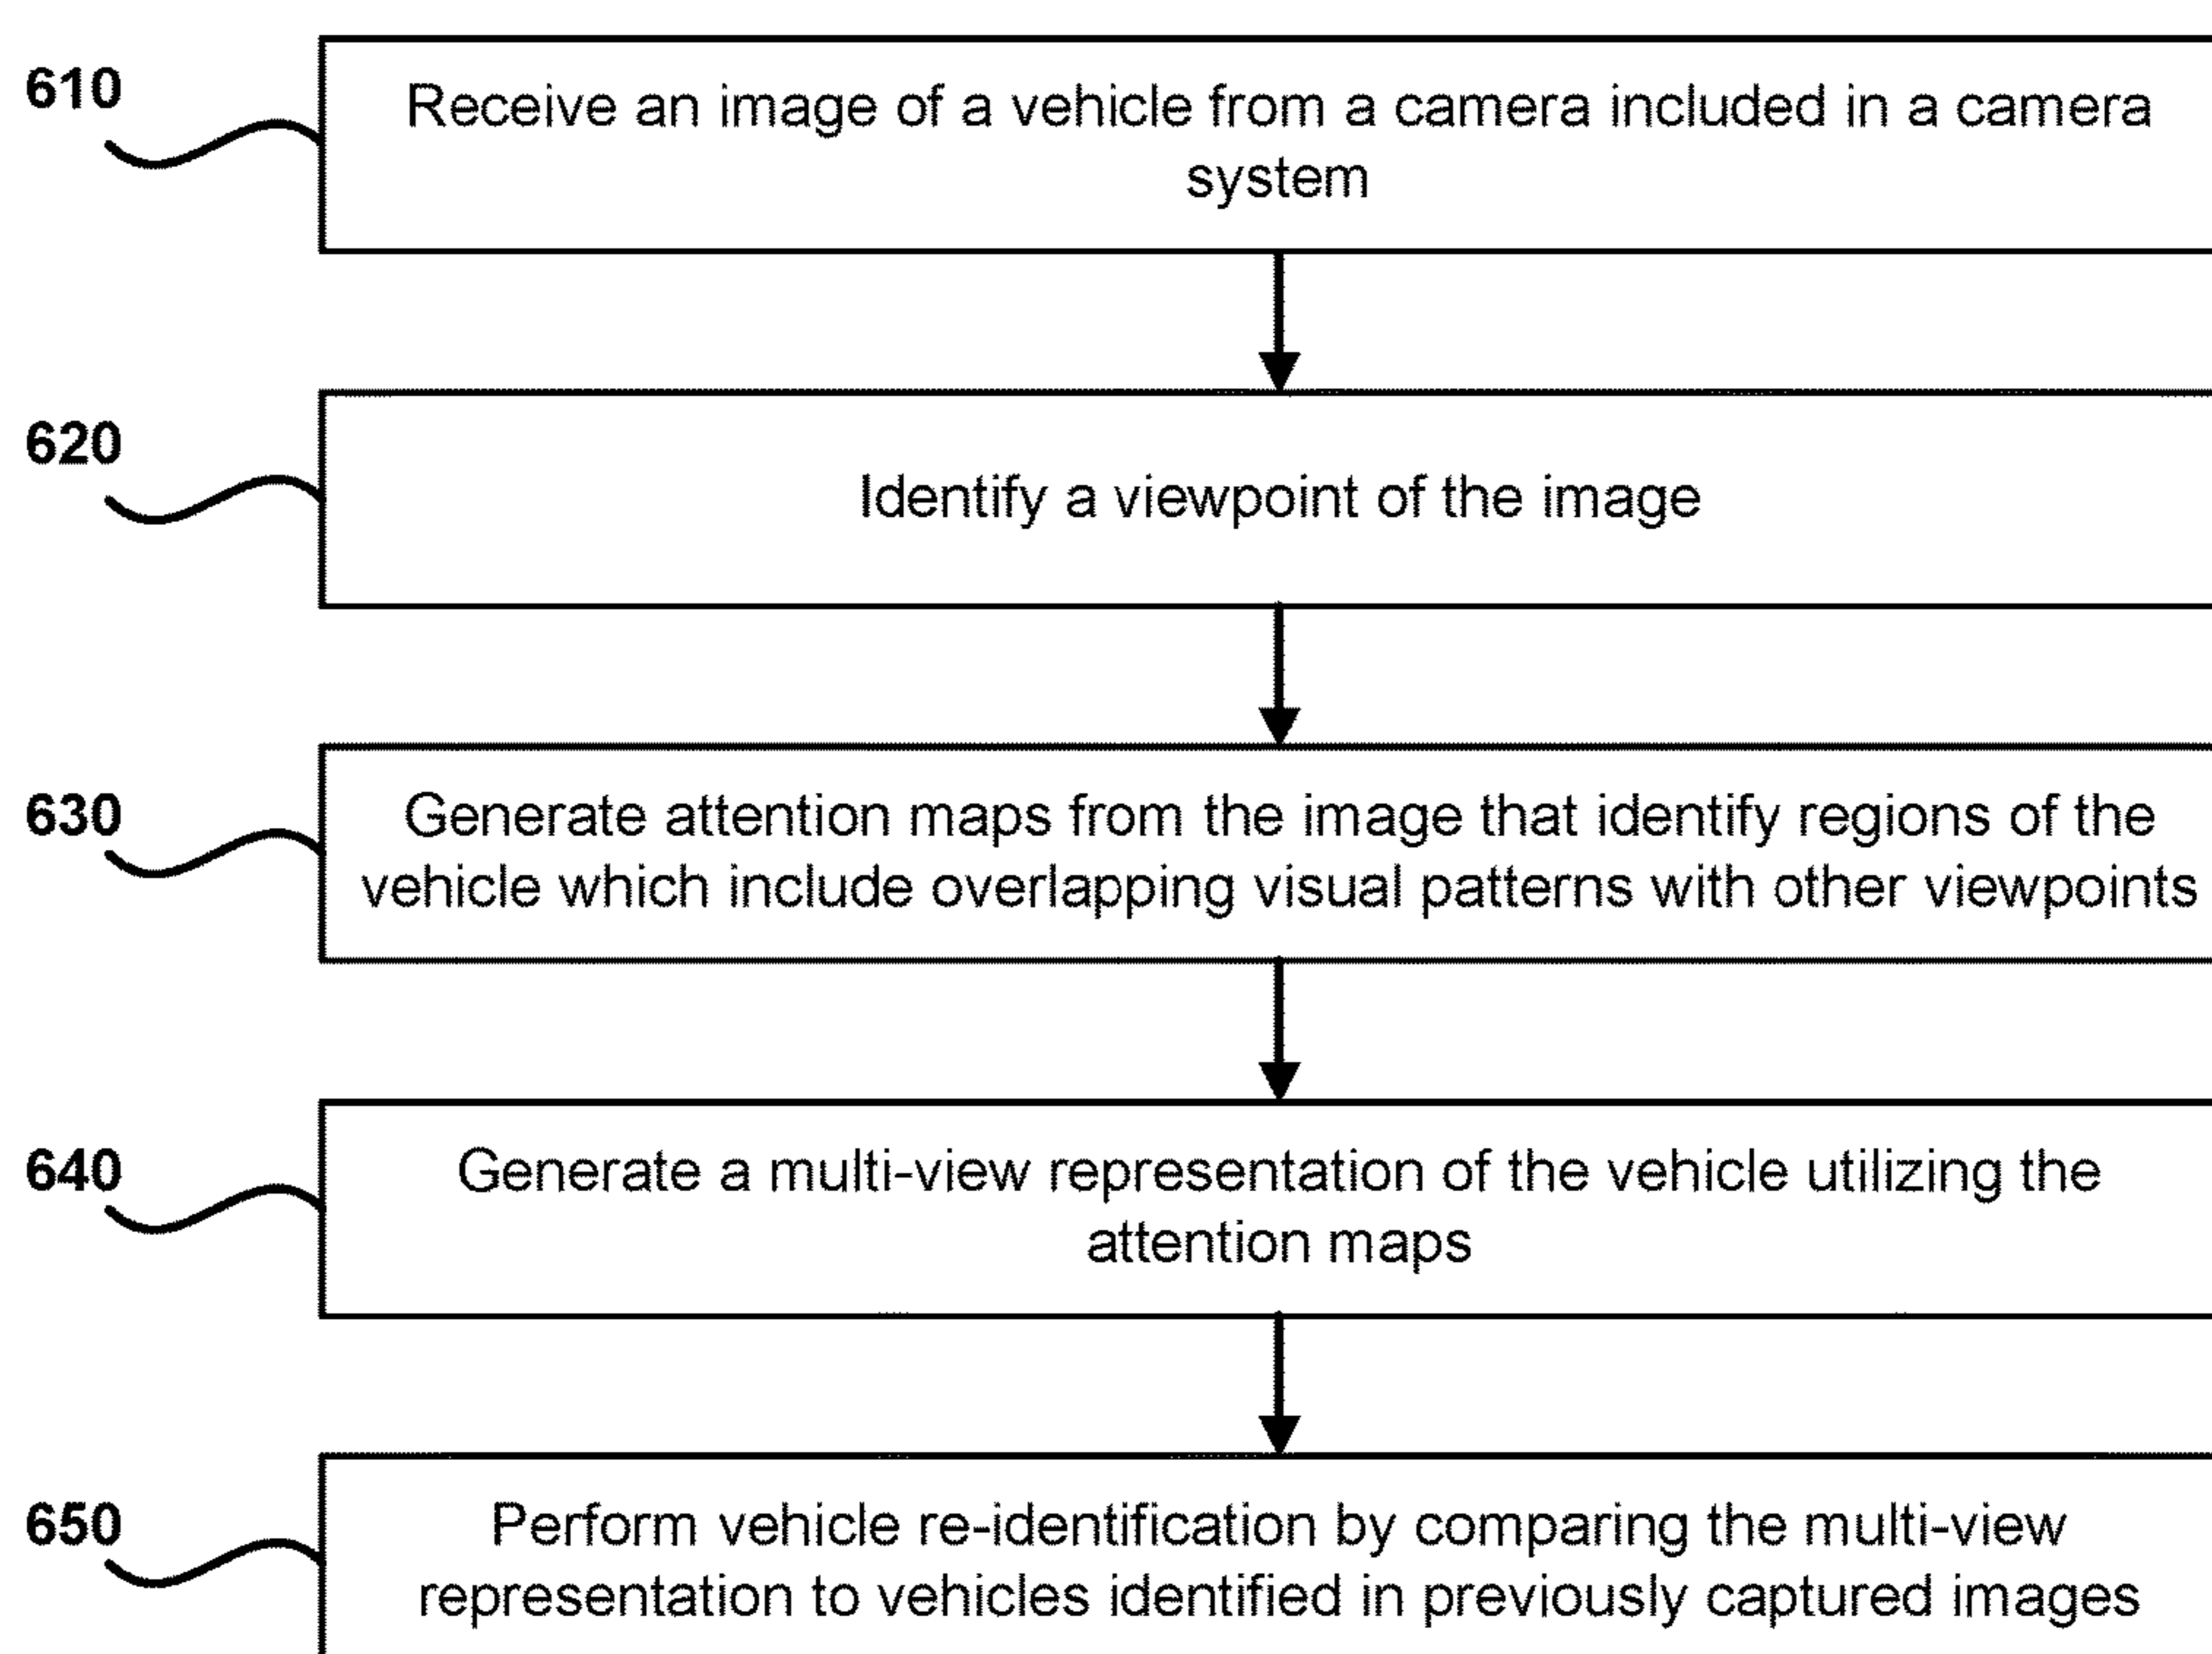 610
Receive an image of a vehicle from a camera included in a camera
system
620
Identify a viewpoint of the image
630
Generate attention maps from the image that identify regions of the
vehicle which include overlapping visual patterns with other viewpoints
640
Generate a multi-view representation of the vehicle utilizing the
attention maps
650
Perform vehicle re-identification by comparing the multi-view
representation to vehicles identified in previously captured images